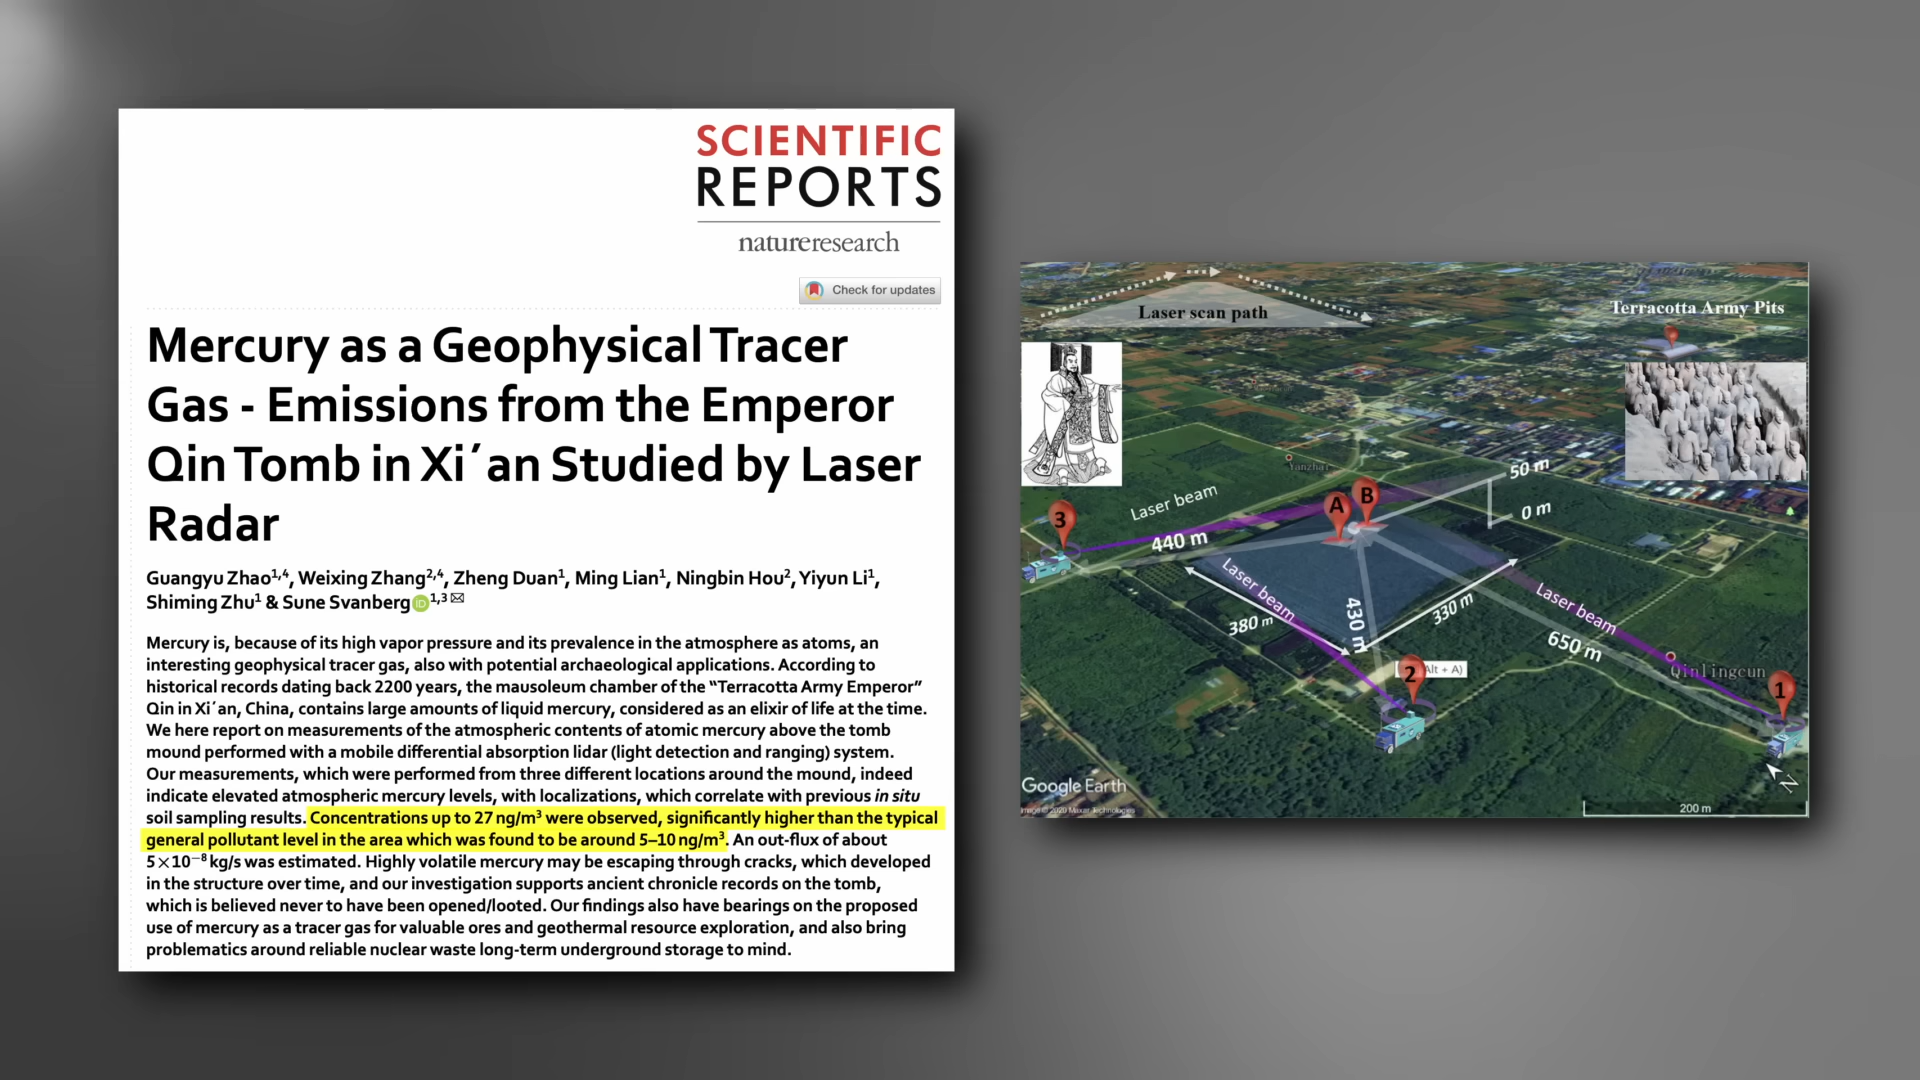 SCIENTIFIC
REPORTS
natureresearch
Check for updates
Mercury as a Geophysical Tracer
Gas - Emissions from the Emperor
Qin Tomb in Xi´an Studied by Laser
Radar
Guangyu Zhao1,4, Weixing Zhang2,4, Zheng Duan1, Ming Lian1, Ningbin Hou2, Yiyun Li1,
Shiming Zhu1 & Sune Svanberg iD 1,3 ✉
Mercury is, because of its high vapor pressure and its prevalence in the atmosphere as atoms, an
interesting geophysical tracer gas, also with potential archaeological applications. According to
historical records dating back 2200 years, the mausoleum chamber of the “Terracotta Army Emperor”
Qin in Xi´an, China, contains large amounts of liquid mercury, considered as an elixir of life at the time.
We here report on measurements of the atmospheric contents of atomic mercury above the tomb
mound performed with a mobile differential absorption lidar (light detection and ranging) system.
Our measurements, which were performed from three different locations around the mound, indeed
indicate elevated atmospheric mercury levels, with localizations, which correlate with previous in situ
soil sampling results. Concentrations up to 27 ng/m³ were observed, significantly higher than the typical
general pollutant level in the area which was found to be around 5–10 ng/m³. An out-flux of about
5×10⁻⁸ kg/s was estimated. Highly volatile mercury may be escaping through cracks, which developed
in the structure over time, and our investigation supports ancient chronicle records on the tomb,
which is believed never to have been opened/looted. Our findings also have bearings on the proposed
use of mercury as a tracer gas for valuable ores and geothermal resource exploration, and also bring
problematics around reliable nuclear waste long-term underground storage to mind.
Laser scan path
Terracotta Army Pits
Yanzhai
50 m
0 m
A
B
3
Laser beam
440 m
Laser beam
380 m
430 m
330 m
Laser beam
650 m
Qinlingcun
2
Alt + A)
1
N
Google Earth
Image © 2020 Maxar Technologies
200 m